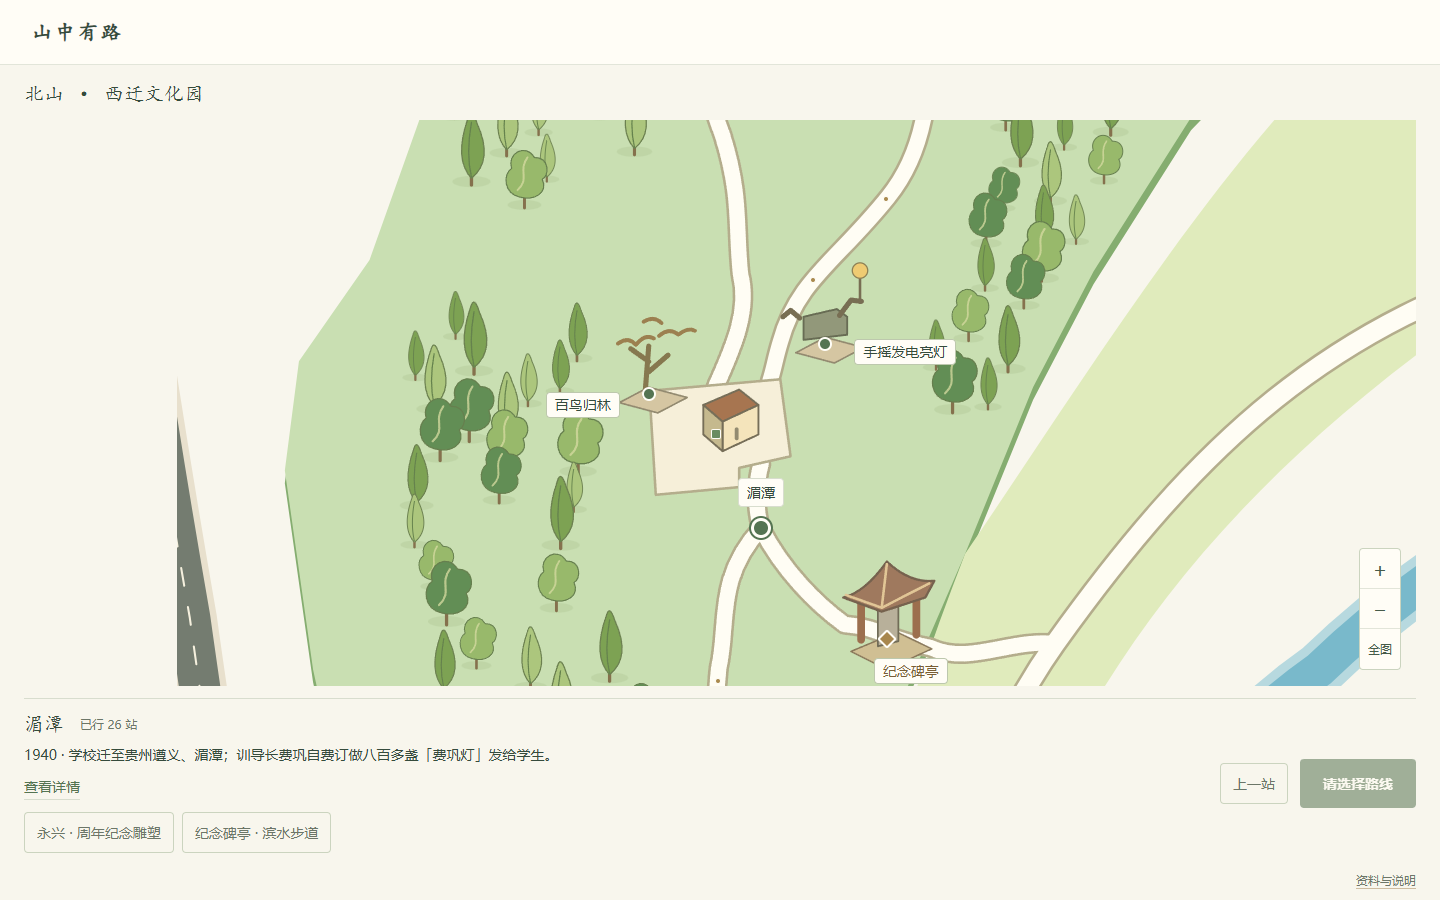 山中有路
北山 • 西迁文化园
手摇发电亮灯
百鸟归林
湄潭
纪念碑亭
+
−
全图
湄潭 已行 26 站
1940 · 学校迁至贵州遵义、湄潭；训导长费巩自费订做八百多盏「费巩灯」发给学生。
查看详情
上一站
请选择路线
永兴 · 周年纪念雕塑
纪念碑亭 · 滨水步道
资料与说明